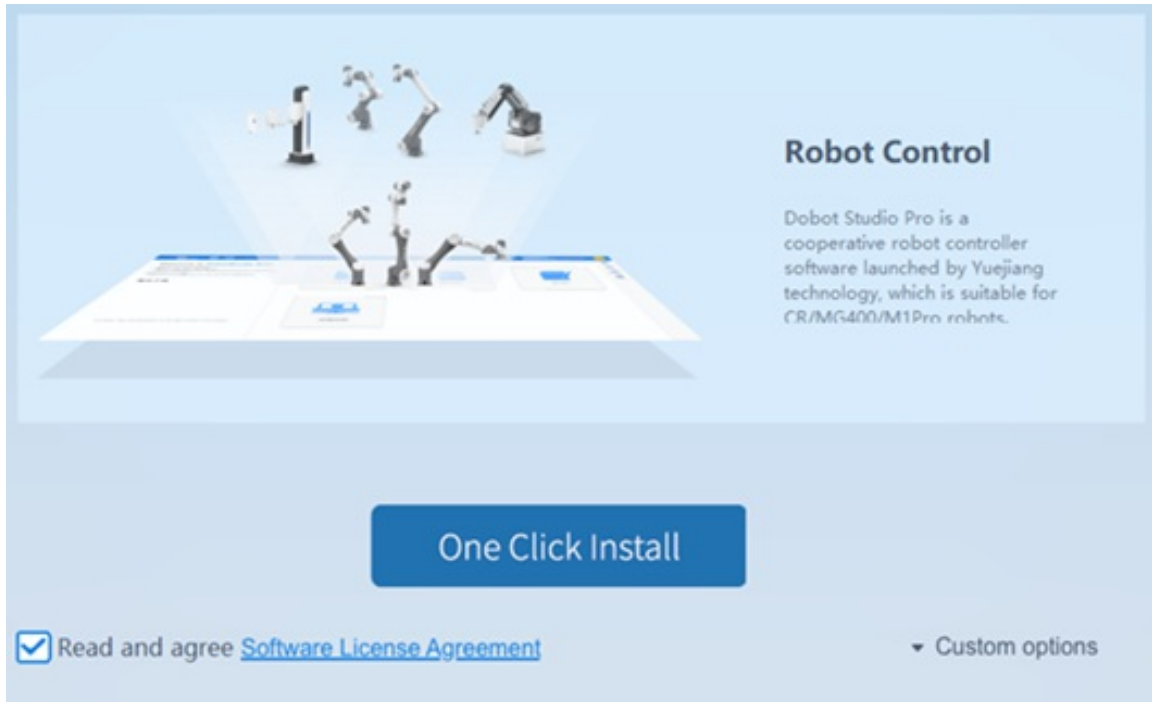 Robot Control
Dobot Studio Pro is a
cooperative robot controller
software launched by Yuejiang
technology, which is suitable for
CR/MG400/M1Pro robots.
One Click Install
Read and agree Software License Agreement
Custom options